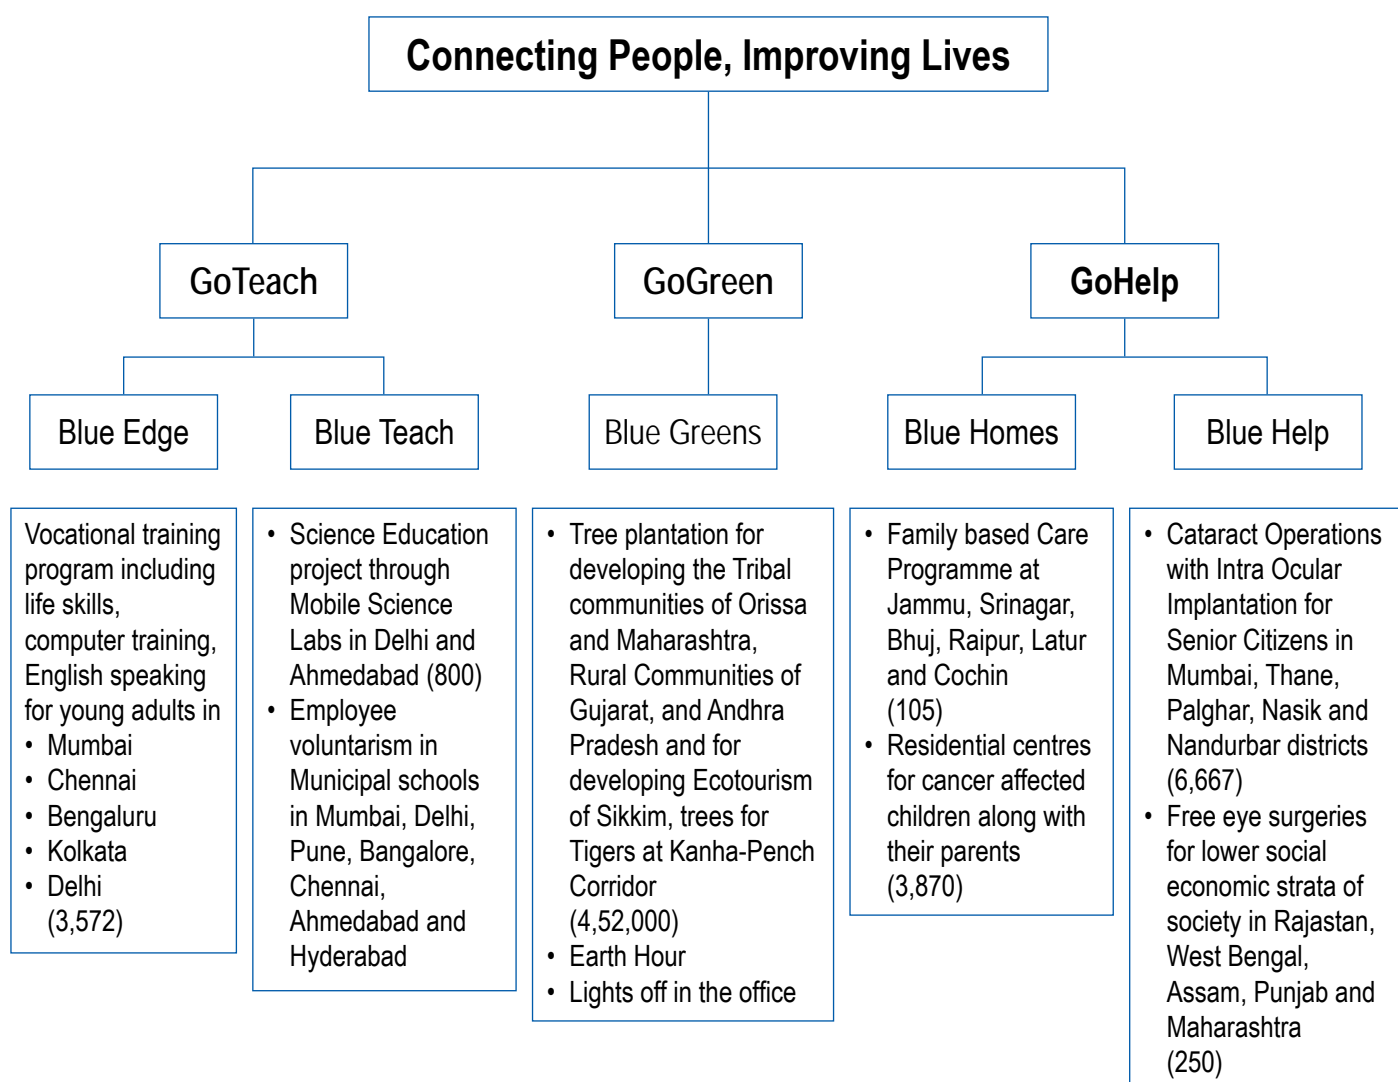 Connecting People, Improving Lives
GoTeach
GoGreen
GoHelp
Blue Edge
Blue Teach
Blue Greens
Blue Homes
Blue Help
Vocational training
program including
life skills,
computer training,
English speaking
for young adults in
• Mumbai
• Chennai
• Bengaluru
• Kolkata
• Delhi
(3,572)
• Science Education
project through
Mobile Science
Labs in Delhi and
Ahmedabad (800)
• Employee
voluntarism in
Municipal schools
in Mumbai, Delhi,
Pune, Bangalore,
Chennai,
Ahmedabad and
Hyderabad
• Tree plantation for
developing the Tribal
communities of Orissa
and Maharashtra,
Rural Communities of
Gujarat, and Andhra
Pradesh and for
developing Ecotourism
of Sikkim, trees for
Tigers at Kanha-Pench
Corridor
(4,52,000)
• Earth Hour
• Lights off in the office
• Family based Care
Programme at
Jammu, Srinagar,
Bhuj, Raipur, Latur
and Cochin
(105)
• Residential centres
for cancer affected
children along with
their parents
(3,870)
• Cataract Operations
with Intra Ocular
Implantation for
Senior Citizens in
Mumbai, Thane,
Palghar, Nasik and
Nandurbar districts
(6,667)
• Free eye surgeries
for lower social
economic strata of
society in Rajastan,
West Bengal,
Assam, Punjab and
Maharashtra
(250)